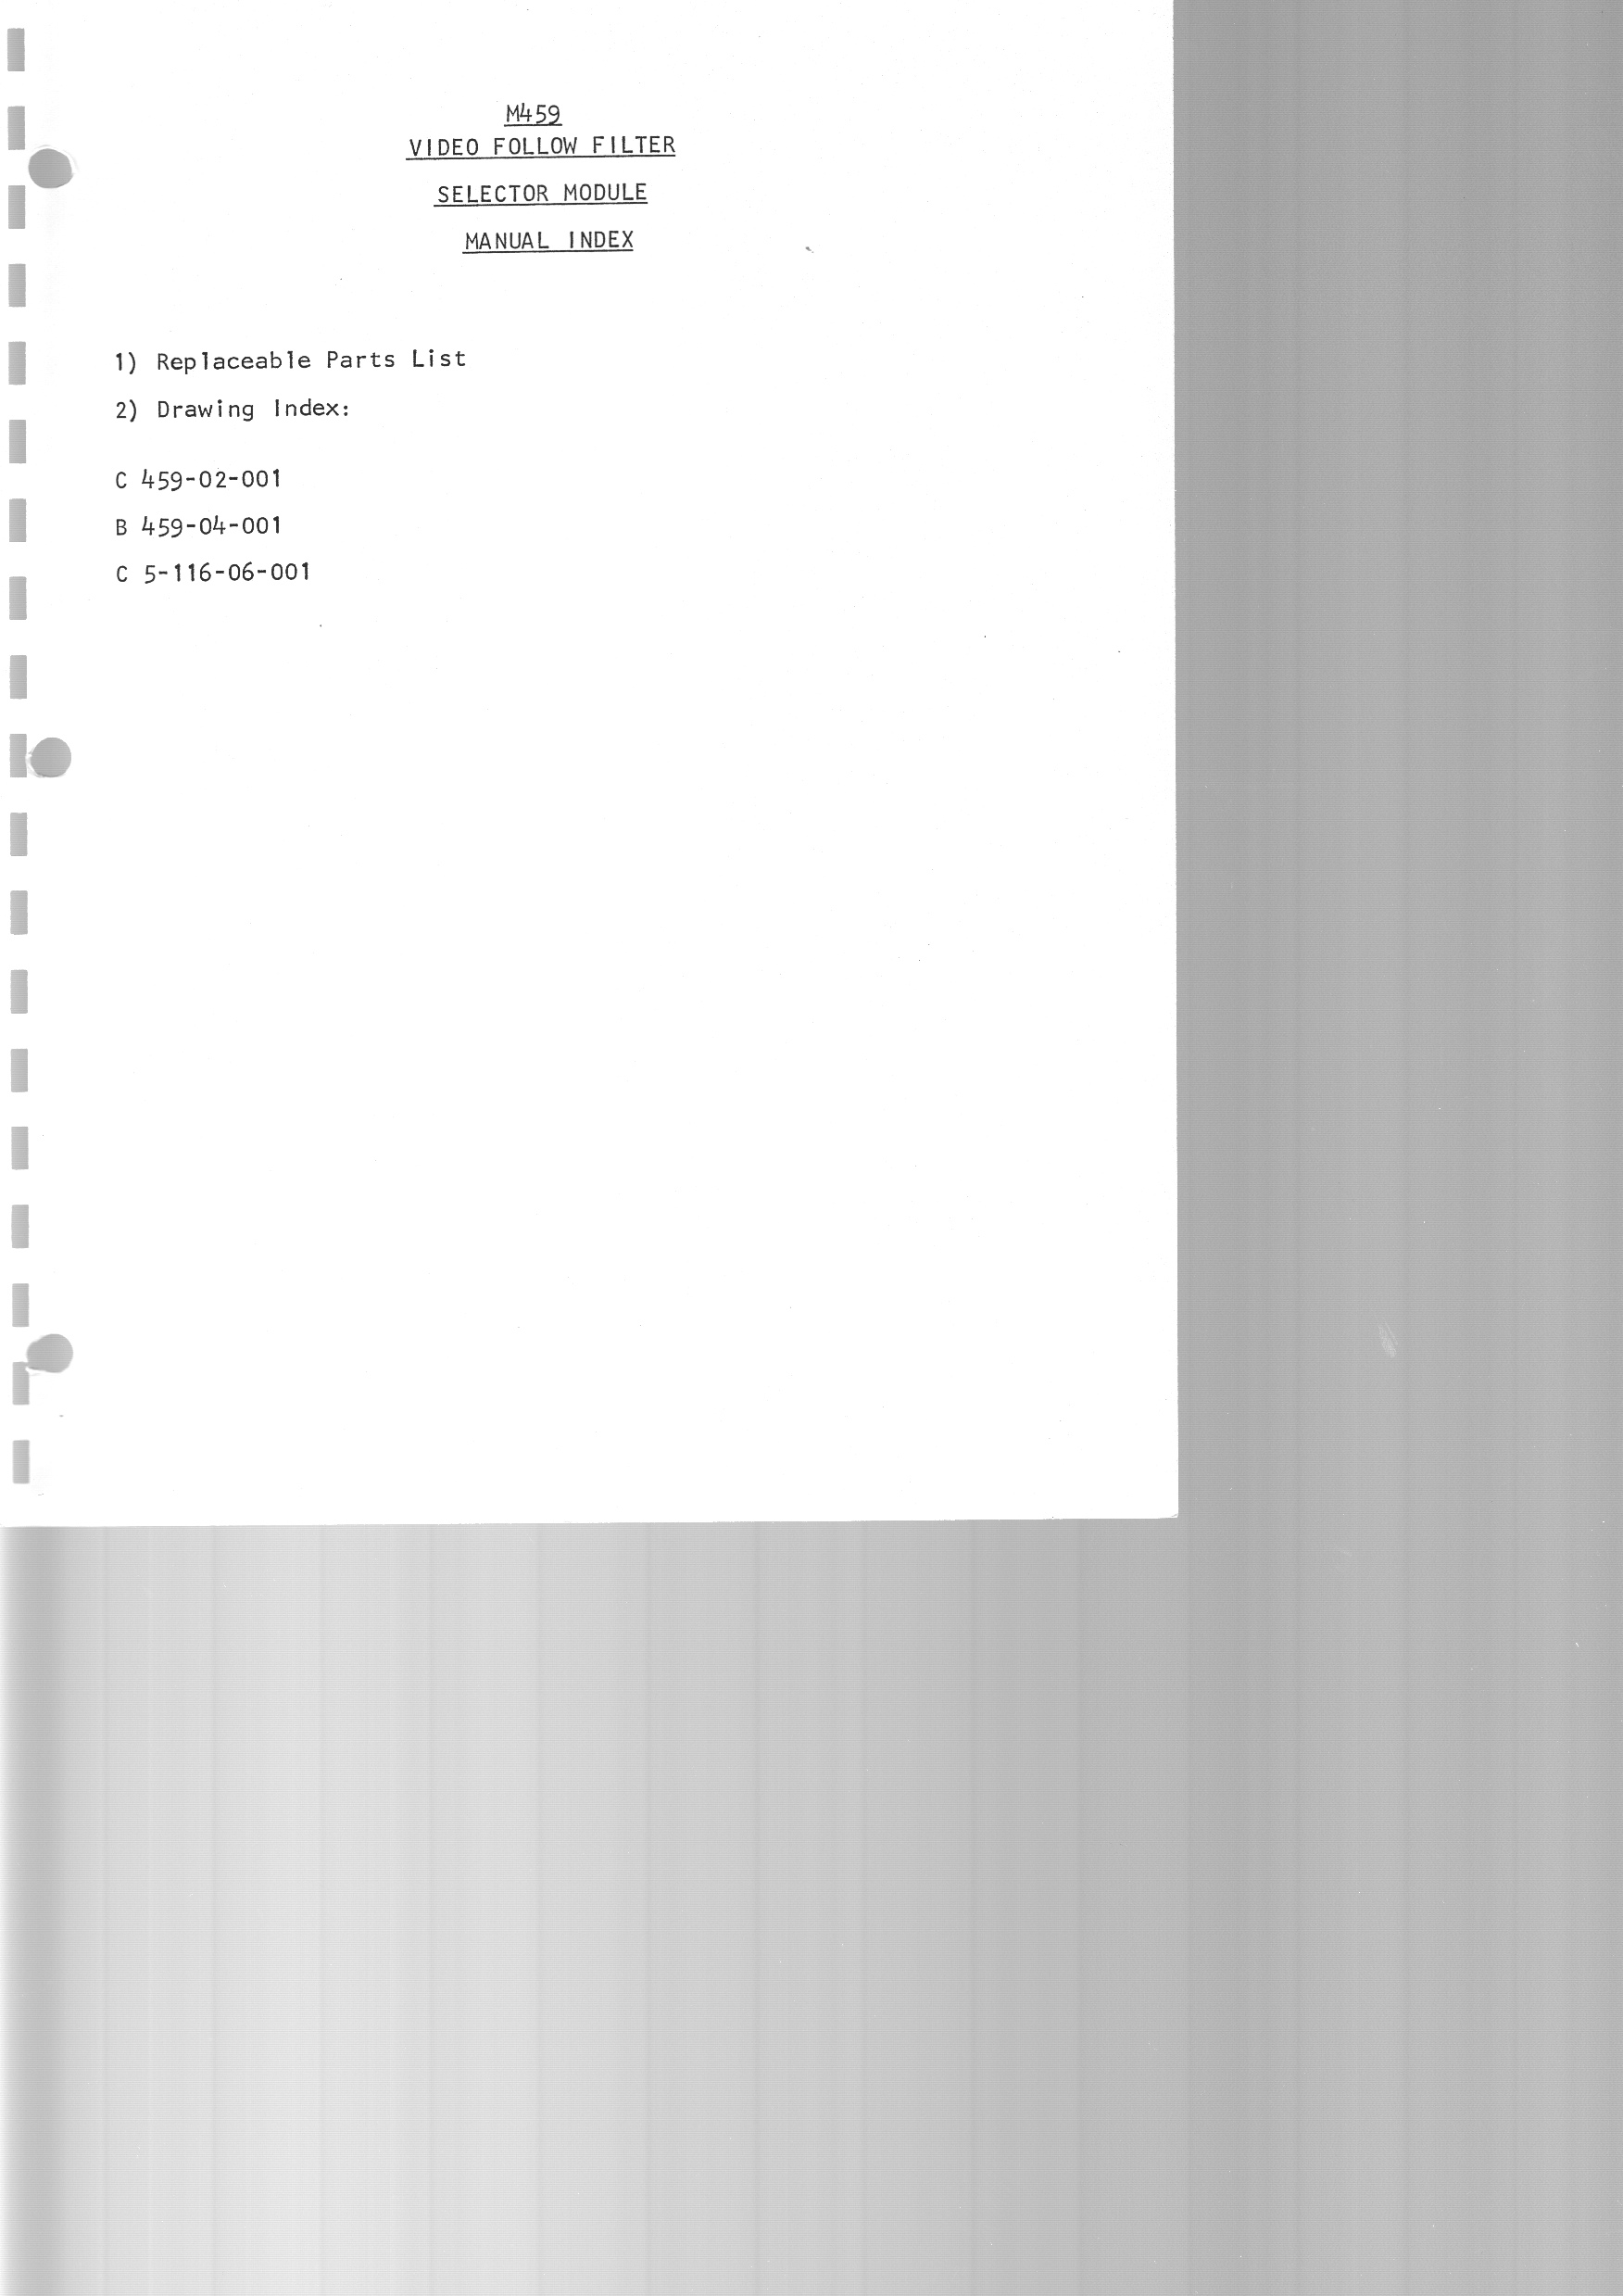 M459
VIDEO FOLLOW FILTER
SELECTOR MODULE
MANUAL INDEX
1) Replaceable Parts List
2) Drawing Index:
C 459-02-001
B 459-04-001
C 5-116-06-001